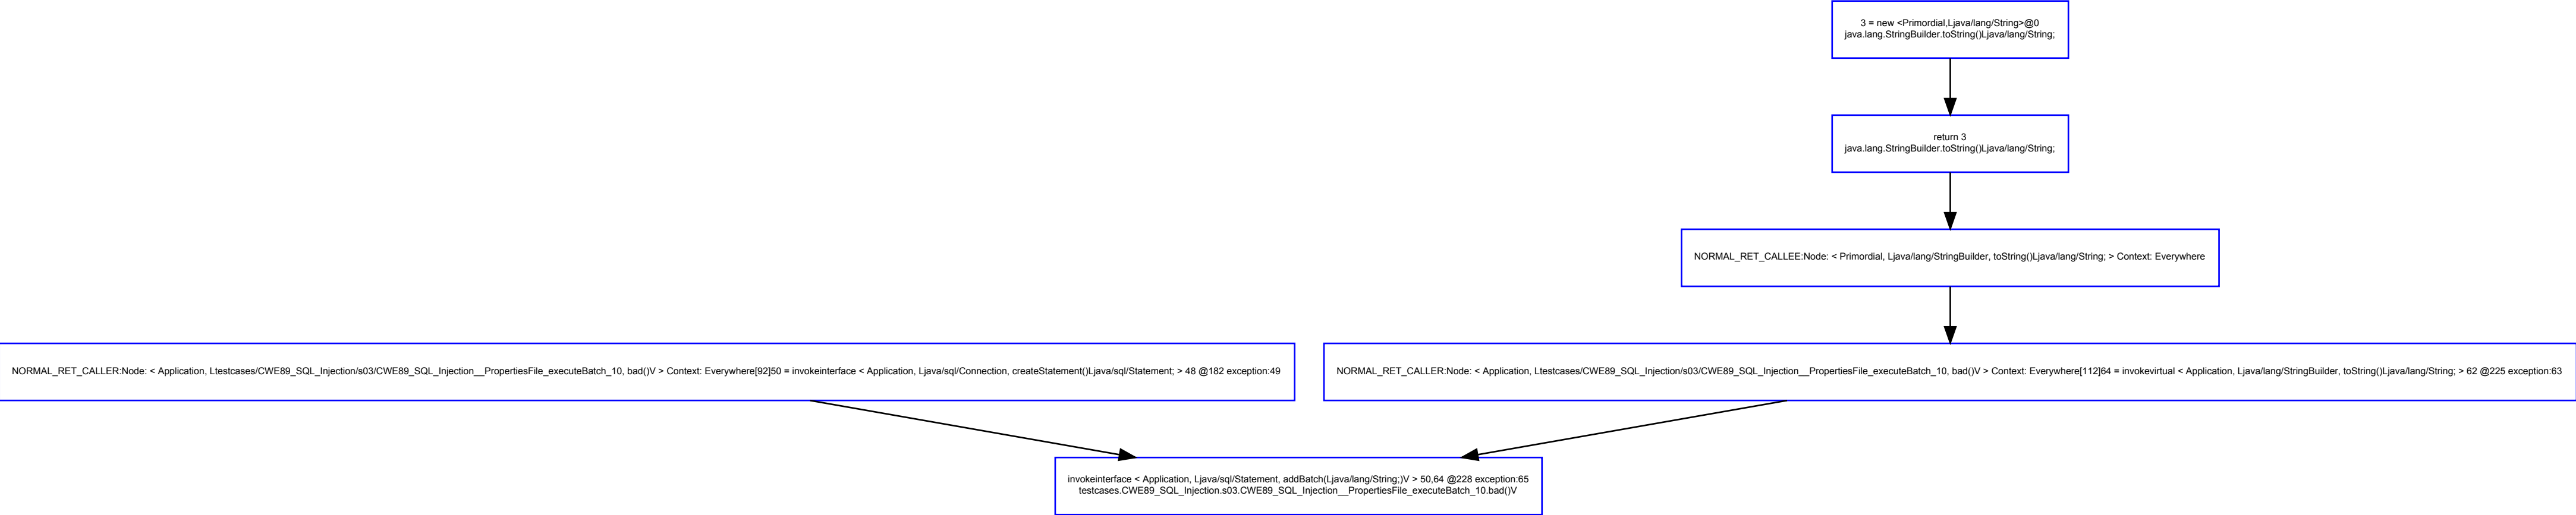 3 = new <Primordial,Ljava/lang/String>@0
java.lang.StringBuilder.toString()Ljava/lang/String;
return 3
java.lang.StringBuilder.toString()Ljava/lang/String;
NORMAL_RET_CALLEE:Node: < Primordial, Ljava/lang/StringBuilder, toString()Ljava/lang/String; > Context: Everywhere
NORMAL_RET_CALLER:Node: < Application, Ltestcases/CWE89_SQL_Injection/s03/CWE89_SQL_Injection__PropertiesFile_executeBatch_10, bad()V > Context: Everywhere[92]50 = invokeinterface < Application, Ljava/sql/Connection, createStatement()Ljava/sql/Statement; > 48 @182 exception:49
NORMAL_RET_CALLER:Node: < Application, Ltestcases/CWE89_SQL_Injection/s03/CWE89_SQL_Injection__PropertiesFile_executeBatch_10, bad()V > Context: Everywhere[112]64 = invokevirtual < Application, Ljava/lang/StringBuilder, toString()Ljava/lang/String; > 62 @225 exception:63
invokeinterface < Application, Ljava/sql/Statement, addBatch(Ljava/lang/String;)V > 50,64 @228 exception:65
testcases.CWE89_SQL_Injection.s03.CWE89_SQL_Injection__PropertiesFile_executeBatch_10.bad()V